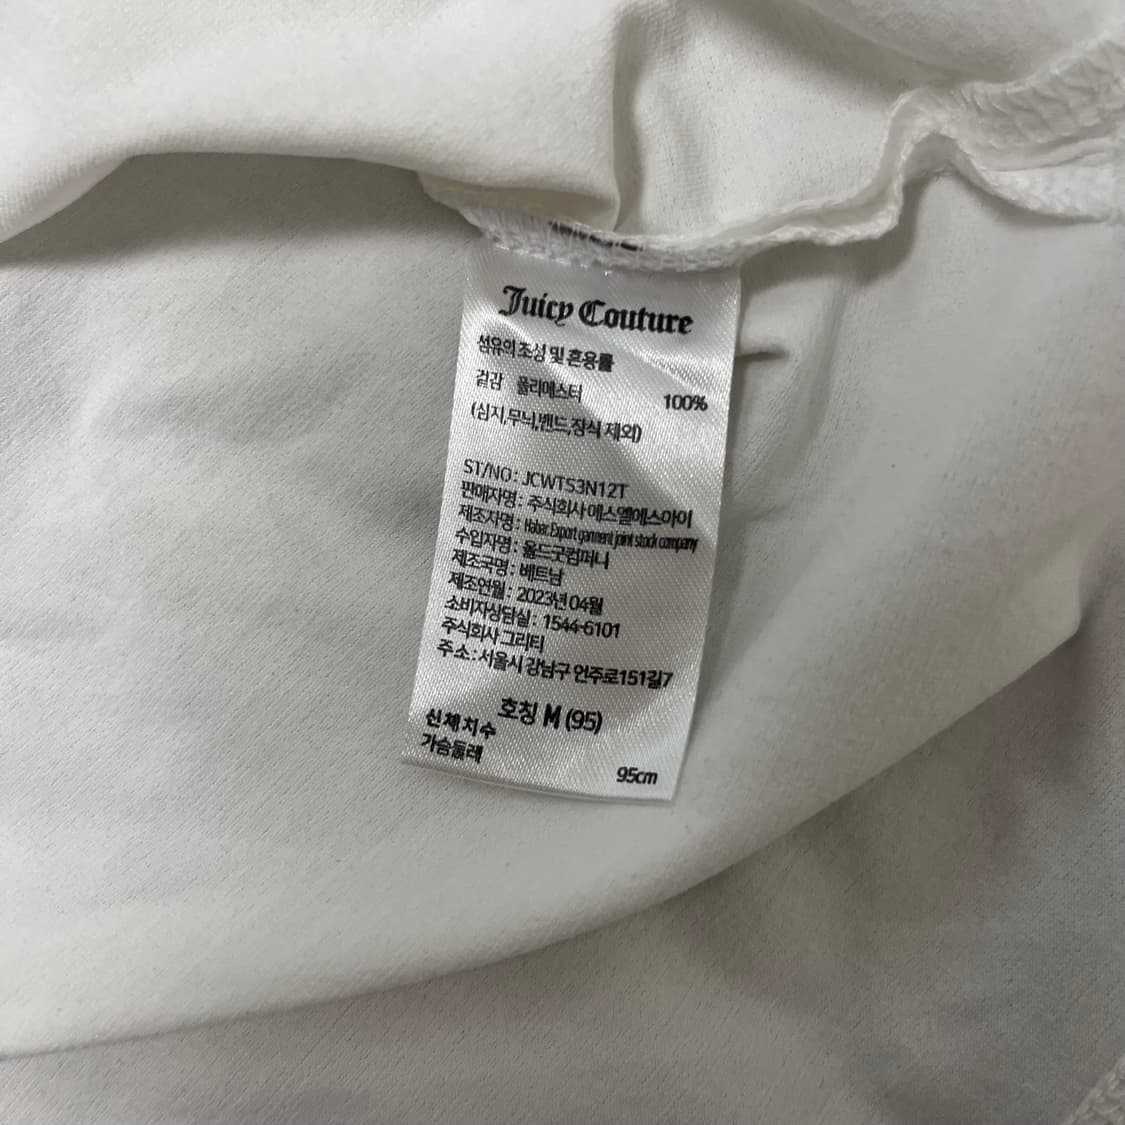 Juicy Couture
섬유의 조성 및 혼용률
겉감 폴리에스터 100%
(심지,무늬,밴드,장식 제외)
ST/NO : JCWTS3N12T
판매자명 : 주식회사 에스엘에스아이
제조자명 : Habac Export garment joint stock company
수입자명 : 올드굿컴퍼니
제조국명 : 베트남
제조연월 : 2023년 04월
소비자상담실 : 1544-6101
주식회사 그리티
주소 : 서울시 강남구 언주로151길7
호칭 M (95)
신체치수
가슴둘레 95cm